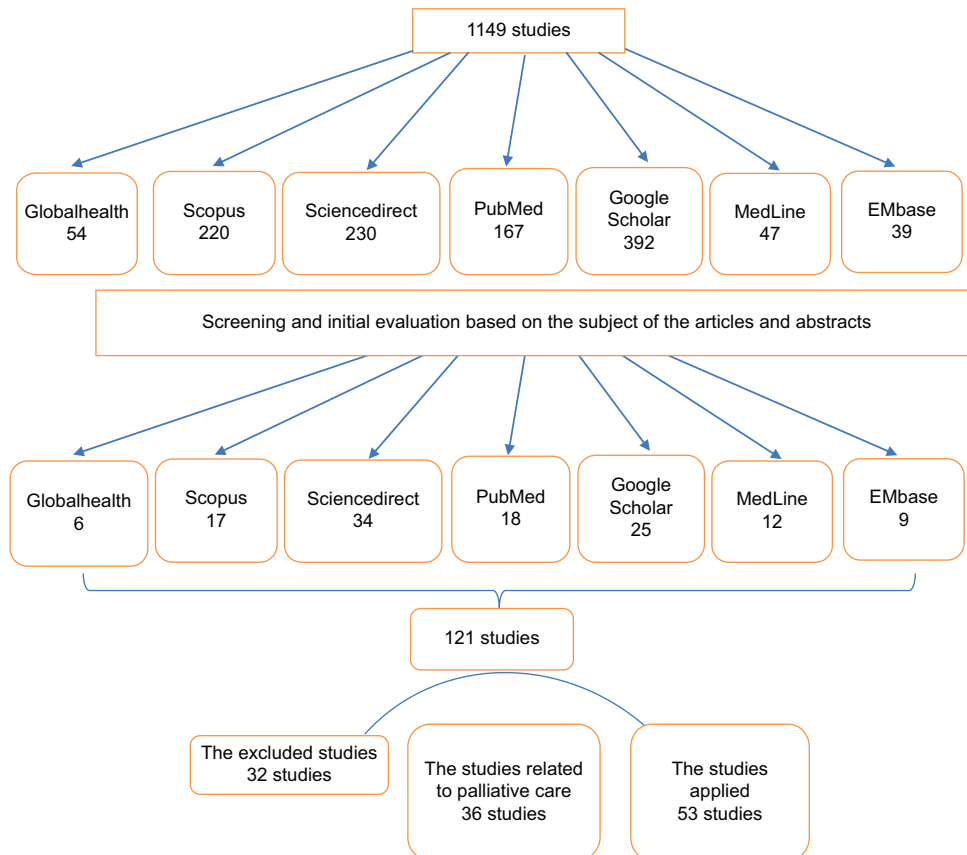 1149 studies
Globalhealth
54
Scopus
220
Sciencedirect
230
PubMed
167
Google
Scholar
392
MedLine
47
EMbase
39
Screening and initial evaluation based on the subject of the articles and abstracts
Globalhealth
6
Scopus
17
Sciencedirect
34
PubMed
18
Google
Scholar
25
MedLine
12
EMbase
9
121 studies
The excluded studies
32 studies
The studies related
to palliative care
36 studies
The studies
applied
53 studies